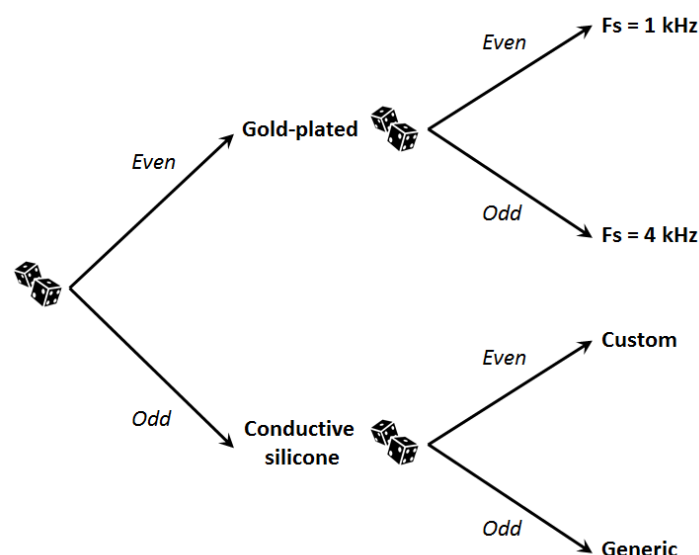 Fs = 1 kHz
Even
Gold-plated
Even
Odd
Fs = 4 kHz
Custom
Even
Odd
Conductive
silicone
Odd
Generic